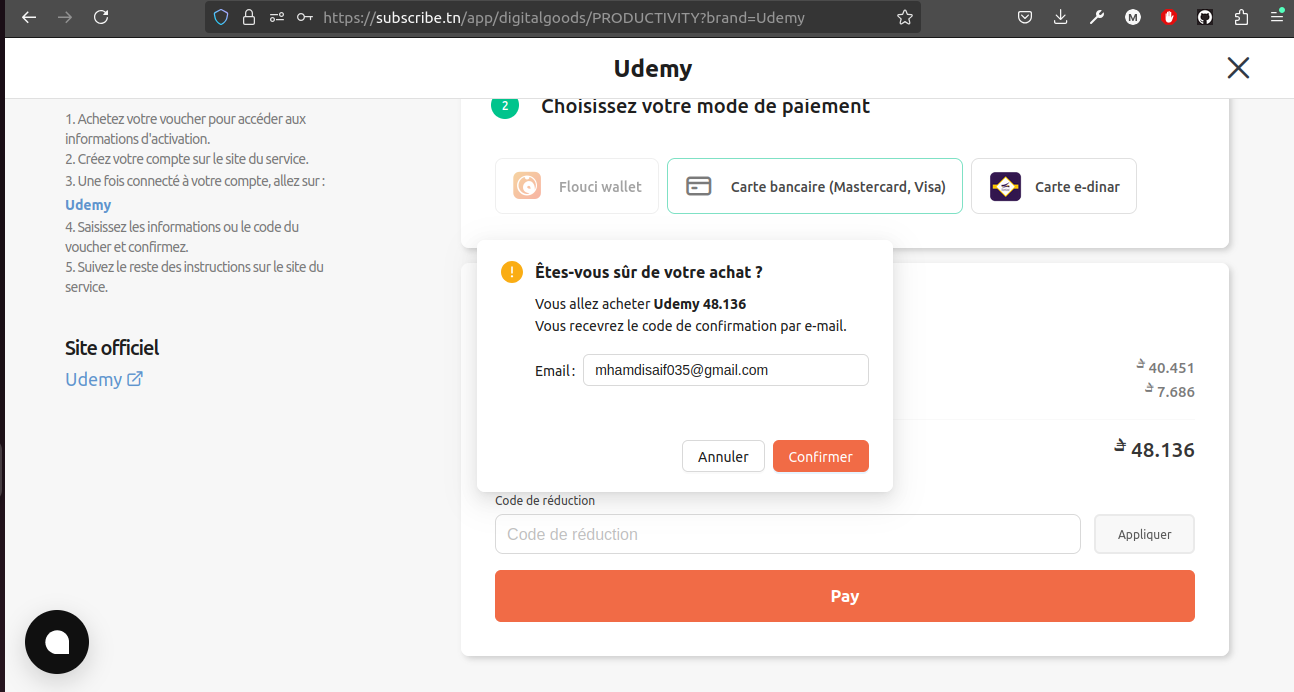 https://subscribe.tn/app/digitalgoods/PRODUCTIVITY?brand=Udemy
M
Udemy
1. Achetez votre voucher pour accéder aux
informations d'activation.
2. Créez votre compte sur le site du service.
3. Une fois connecté à votre compte, allez sur :
Udemy
4. Saisissez les informations ou le code du
voucher et confirmez.
5. Suivez le reste des instructions sur le site du
service.
Site officiel
Udemy
2 Choisissez votre mode de paiement
Flouci wallet
Carte bancaire (Mastercard, Visa)
Carte e-dinar
Êtes-vous sûr de votre achat ?
Vous allez acheter Udemy 48.136
Vous recevrez le code de confirmation par e-mail.
Email : mhamdisaif035@gmail.com
Annuler
Confirmer
40.451
7.686
48.136
Code de réduction
Code de réduction
Appliquer
Pay